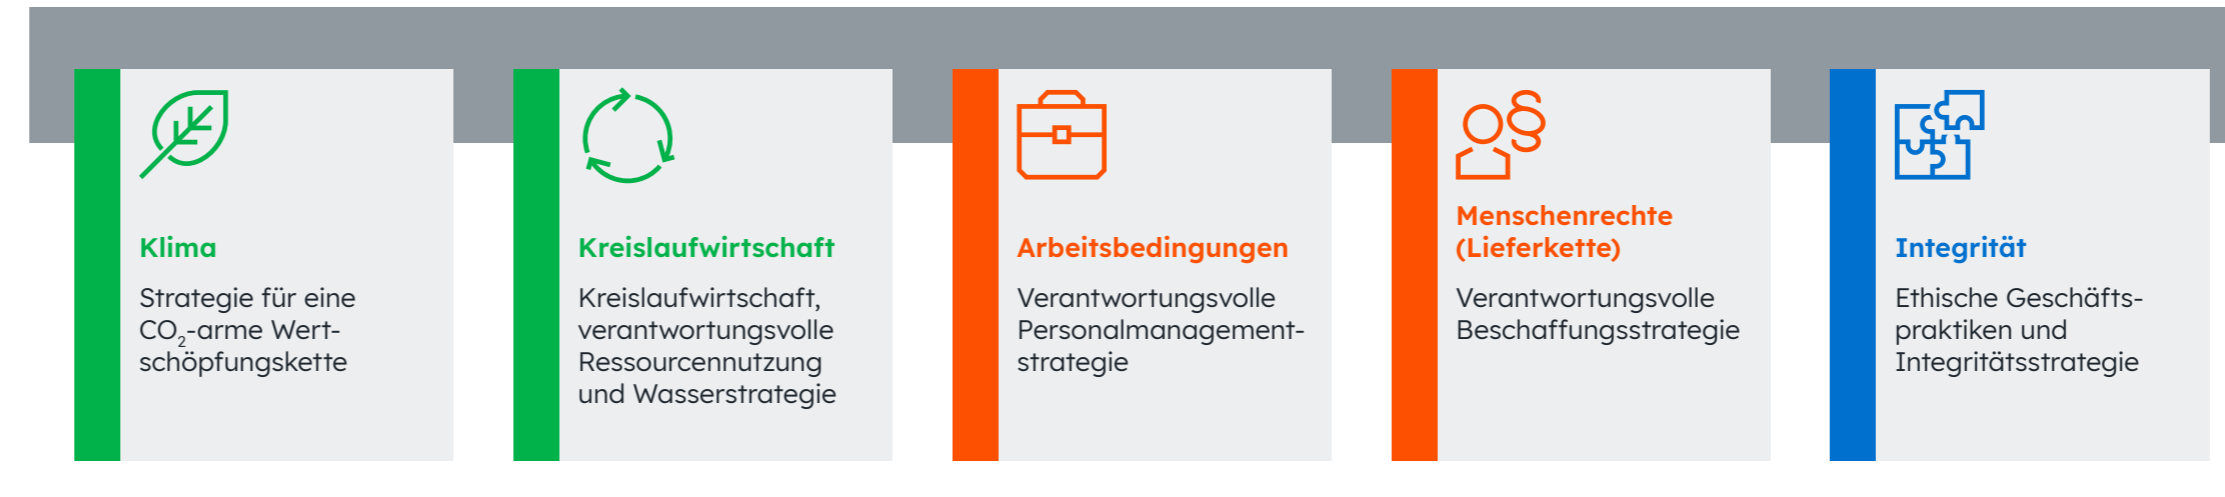 Klima
Strategie für eine
CO₂-arme Wert-
schöpfungskette
Kreislaufwirtschaft
Kreislaufwirtschaft,
verantwortungsvolle
Ressourcennutzung
und Wasserstrategie
Arbeitsbedingungen
Verantwortungsvolle
Personalmanagement-
strategie
Menschenrechte
(Lieferkette)
Verantwortungsvolle
Beschaffungsstrategie
Integrität
Ethische Geschäfts-
praktiken und
Integritätsstrategie